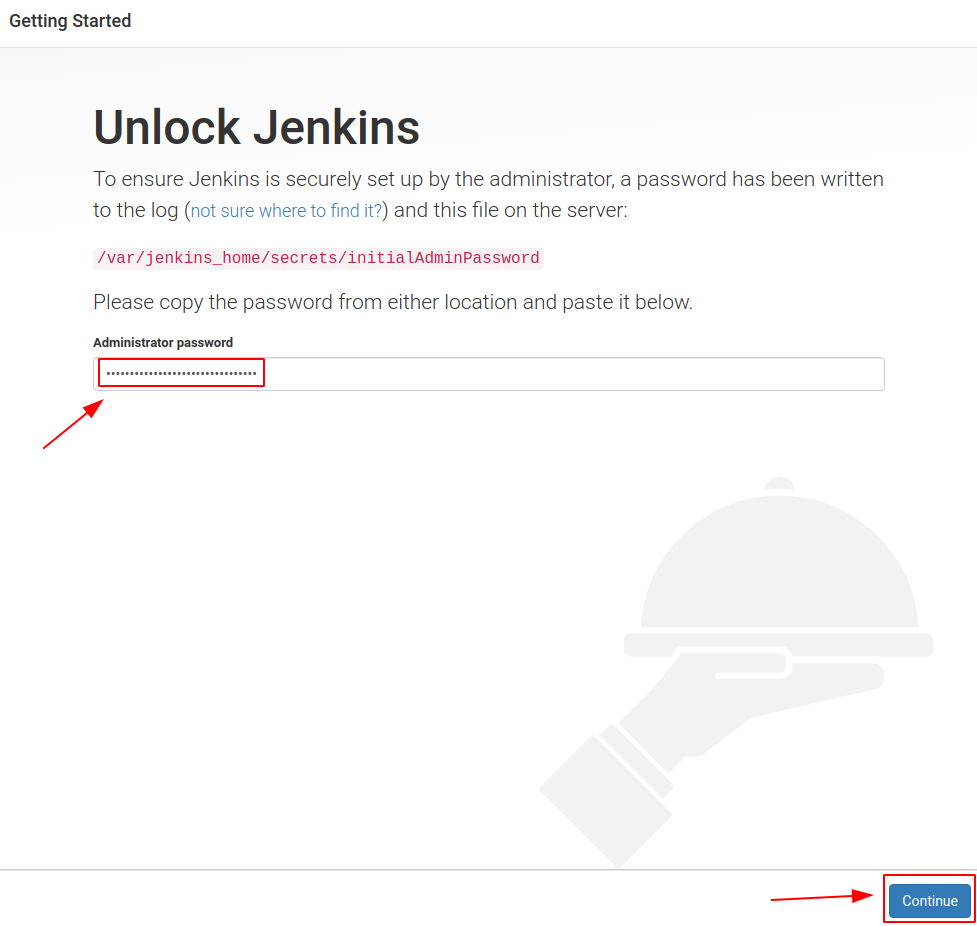 Getting Started
Unlock Jenkins
To ensure Jenkins is securely set up by the administrator, a password has been written
to the log (not sure where to find it?) and this file on the server:
/var/jenkins_home/secrets/initialAdminPassword
Please copy the password from either location and paste it below.
Administrator password
••••••••••••••••••••••••••••••••
Continue